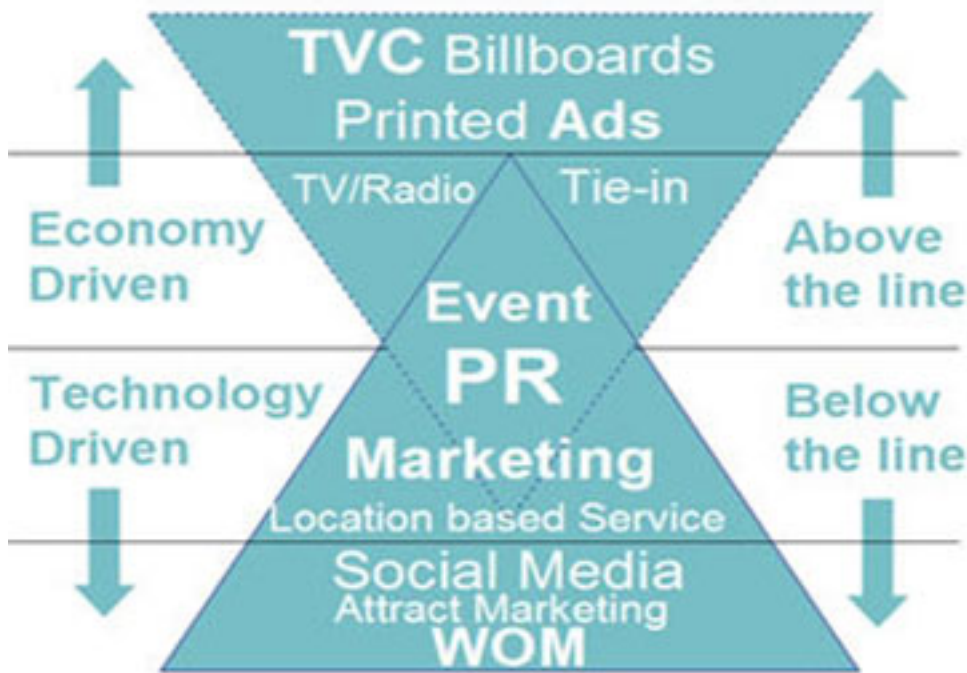 TVC Billboards
Printed Ads
TV/Radio
Tie-in
Economy
Driven
Above
the line
Event
PR
Marketing
Technology
Driven
Below
the line
Location based Service
Social Media
Attract Marketing
WOM